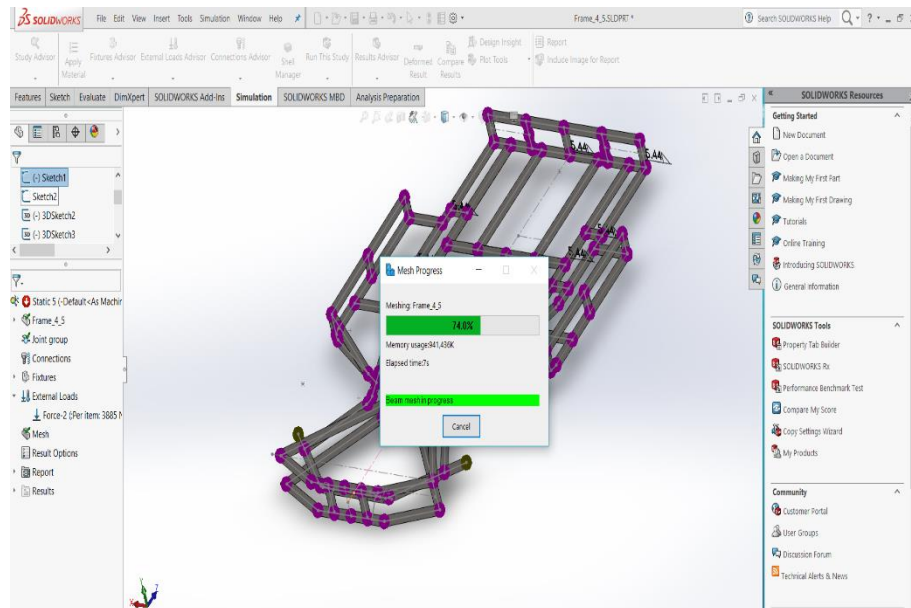 SOLIDWORKS File Edit View Insert Tools Simulation Window Help Frame_4_5.SLDPRT * Search SOLIDWORKS Help
Study Advisor Apply Material Fixtures Advisor External Loads Advisor Connections Advisor Shell Manager Run This Study Results Advisor Deformed Result Compare Results Design Insight Plot Tools Report Include Image for Report
Features Sketch Evaluate DimXpert SOLIDWORKS Add-Ins Simulation SOLIDWORKS MBD Analysis Preparation
(-) Sketch1
Sketch2
(-) 3DSketch2
(-) 3DSketch3
Static 5 (-Default<As Machir
Frame_4_5
Joint group
Connections
Fixtures
External Loads
Force-2 (:Per item: 3885 N
Mesh
Result Options
Report
Results
5.44
5.44
Mesh Progress
Meshing: Frame_4_5
74.0%
Memory usage:941,436K
Elapsed time:7s
Beam mesh in progress
Cancel
Y
Z
X
SOLIDWORKS Resources
Getting Started
New Document
Open a Document
Making My First Part
Making My First Drawing
Tutorials
Online Training
Introducing SOLIDWORKS
General Information
SOLIDWORKS Tools
Property Tab Builder
SOLIDWORKS Rx
Performance Benchmark Test
Compare My Score
Copy Settings Wizard
My Products
Community
Customer Portal
User Groups
Discussion Forum
Technical Alerts & News